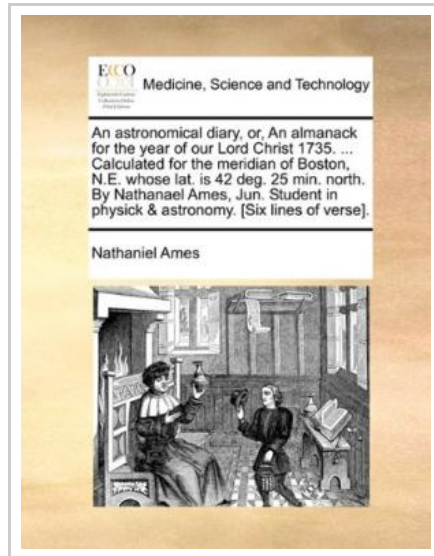 ECCO
Medicine, Science and Technology
An astronomical diary, or, An almanack
for the year of our Lord Christ 1735. ...
Calculated for the meridian of Boston,
N.E. whose lat. is 42 deg. 25 min. north.
By Nathanael Ames, Jun. Student in
physick & astronomy. [Six lines of verse].
Nathaniel Ames